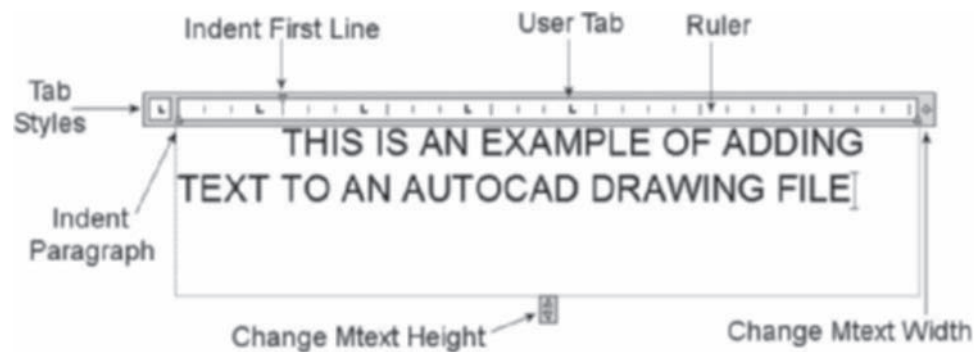 Indent First Line
User Tab
Ruler
Tab
Styles
THIS IS AN EXAMPLE OF ADDING
TEXT TO AN AUTOCAD DRAWING FILE
Indent
Paragraph
Change Mtext Height
Change Mtext Width